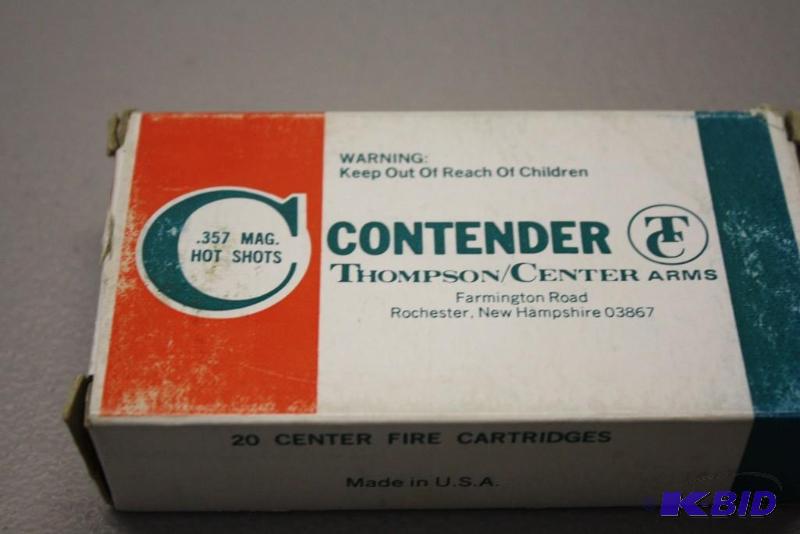 WARNING:
Keep Out Of Reach Of Children
.357 MAG.
HOT SHOTS
CONTENDER TC
THOMPSON/CENTER ARMS
Farmington Road
Rochester, New Hampshire 03867
20 CENTER FIRE CARTRIDGES
Made in U.S.A.
KBID